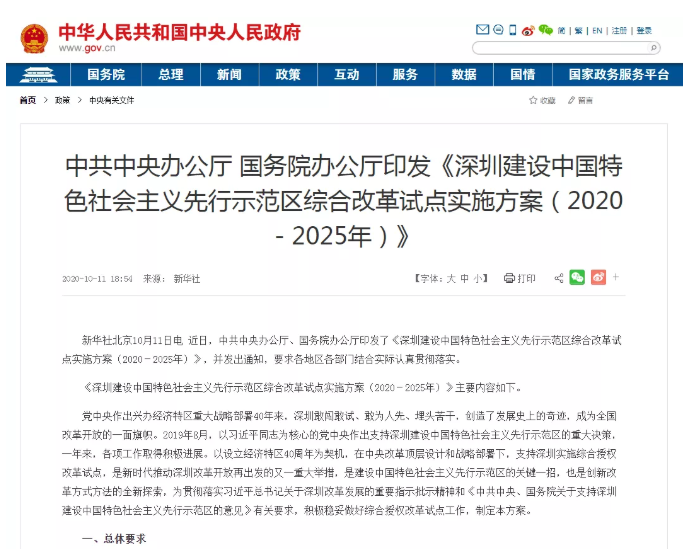 中华人民共和国中央人民政府
www.gov.cn
简 | 繁 | EN | 注册 | 登录
国务院 总理 新闻 政策 互动 服务 数据 国情 国家政务服务平台
首页 > 政策 > 中央有关文件
收藏 留言
中共中央办公厅 国务院办公厅印发《深圳建设中国特
色社会主义先行示范区综合改革试点实施方案（2020
－2025年）》
2020-10-11 18:54 来源： 新华社
【字体：大 中 小】 打印 +
新华社北京10月11日电 近日，中共中央办公厅、国务院办公厅印发了《深圳建设中国特色社会主义先行示范区综合改革试
点实施方案（2020－2025年）》，并发出通知，要求各地区各部门结合实际认真贯彻落实。
《深圳建设中国特色社会主义先行示范区综合改革试点实施方案（2020－2025年）》主要内容如下。
党中央作出兴办经济特区重大战略部署40年来，深圳敢闯敢试、敢为人先、埋头苦干，创造了发展史上的奇迹，成为全国
改革开放的一面旗帜。2019年8月，以习近平同志为核心的党中央作出支持深圳建设中国特色社会主义先行示范区的重大决策，
一年来，各项工作取得积极进展。以设立经济特区40周年为契机，在中央改革顶层设计和战略部署下，支持深圳实施综合授权
改革试点，是新时代推动深圳改革开放再出发的又一重大举措，是建设中国特色社会主义先行示范区的关键一招，也是创新改
革方式方法的全新探索，为贯彻落实习近平总书记关于深圳改革发展的重要指示批示精神和《中共中央、国务院关于支持深圳
建设中国特色社会主义先行示范区的意见》有关要求，积极稳妥做好综合授权改革试点工作，制定本方案。
一、总体要求